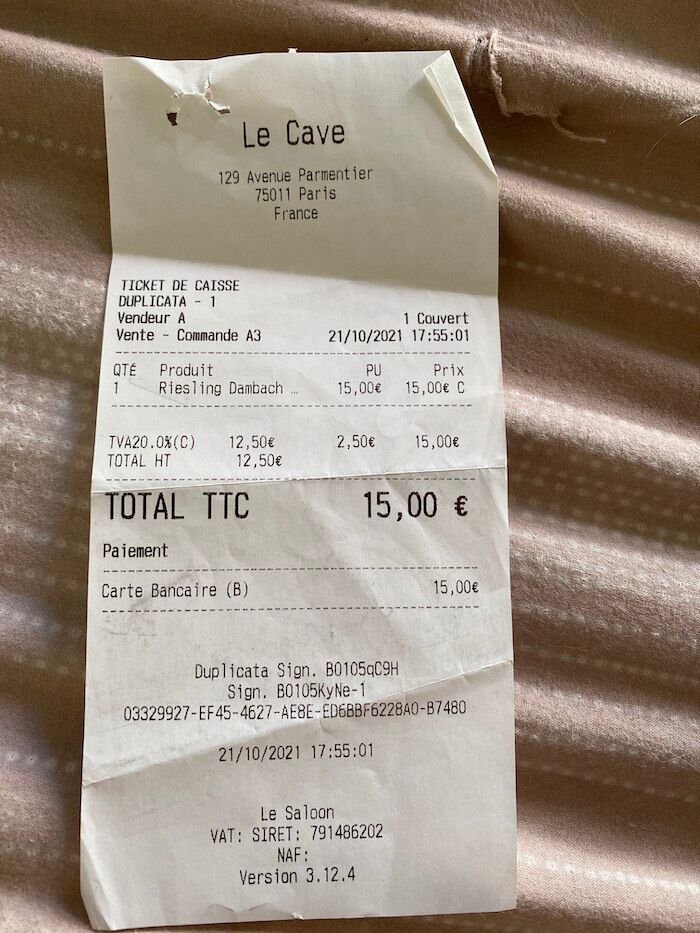 Le Cave
129 Avenue Parmentier
75011 Paris
France
TICKET DE CAISSE
DUPLICATA - 1
Vendeur A 1 Couvert
Vente - Commande A3 21/10/2021 17:55:01
QTÉ Produit PU Prix
1 Riesling Dambach … 15,00€ 15,00€ C
TVA20.0%(C) 12,50€ 2,50€ 15,00€
TOTAL HT 12,50€
TOTAL TTC 15,00 €
Paiement
Carte Bancaire (B) 15,00€
Duplicata Sign. B0105qC9H
Sign. B0105KyNe-1
03329927-EF45-4627-AE8E-ED6BBF6228A0-B7480
21/10/2021 17:55:01
Le Saloon
VAT: SIRET: 791486202
NAF:
Version 3.12.4